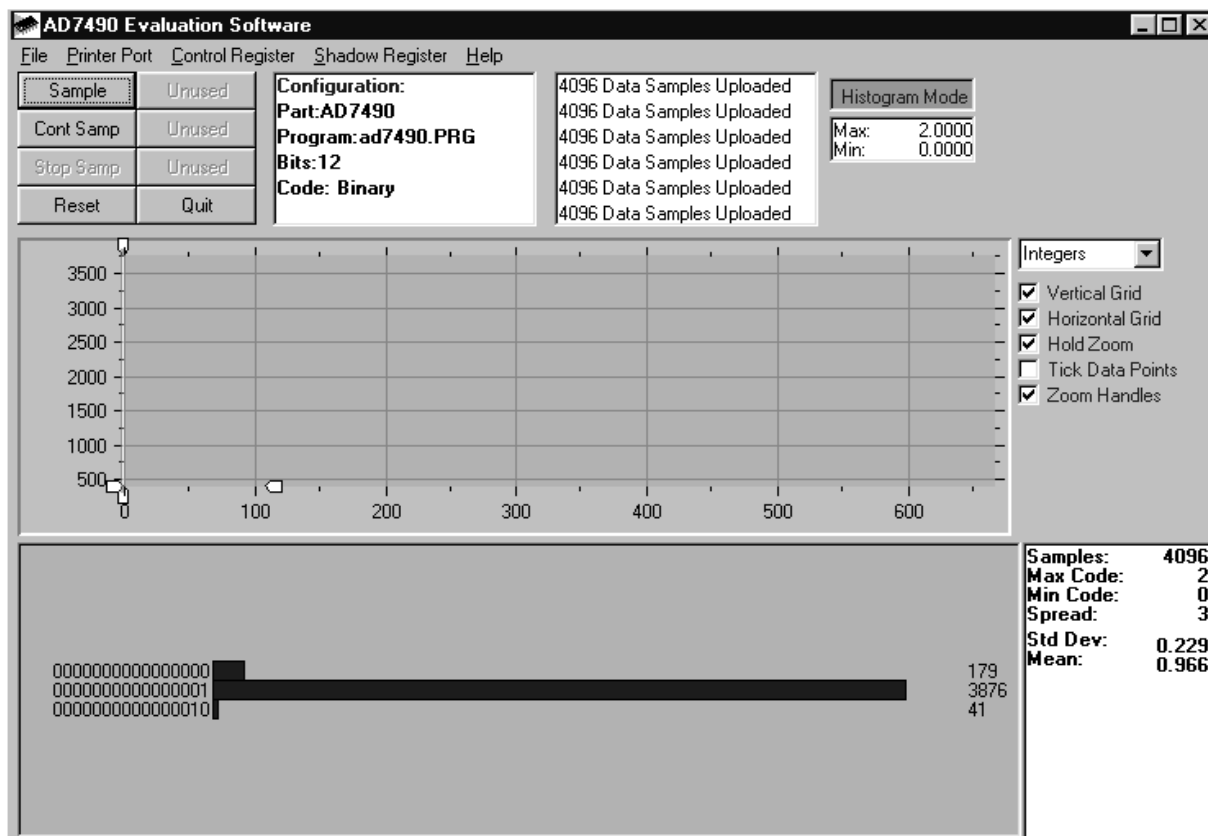 AD7490 Evaluation Software
File Printer Port Control Register Shadow Register Help
Sample Unused
Cont Samp Unused
Stop Samp Unused
Reset Quit
Configuration:
Part:AD7490
Program:ad7490.PRG
Bits:12
Code: Binary
4096 Data Samples Uploaded
4096 Data Samples Uploaded
4096 Data Samples Uploaded
4096 Data Samples Uploaded
4096 Data Samples Uploaded
4096 Data Samples Uploaded
Histogram Mode
Max: 2.0000
Min: 0.0000
3500
3000
2500
2000
1500
1000
500
0 100 200 300 400 500 600
Integers
Vertical Grid
Horizontal Grid
Hold Zoom
Tick Data Points
Zoom Handles
0000000000000000 179
0000000000000001 3876
0000000000000010 41
Samples: 4096
Max Code: 2
Min Code: 0
Spread: 3
Std Dev: 0.229
Mean: 0.966